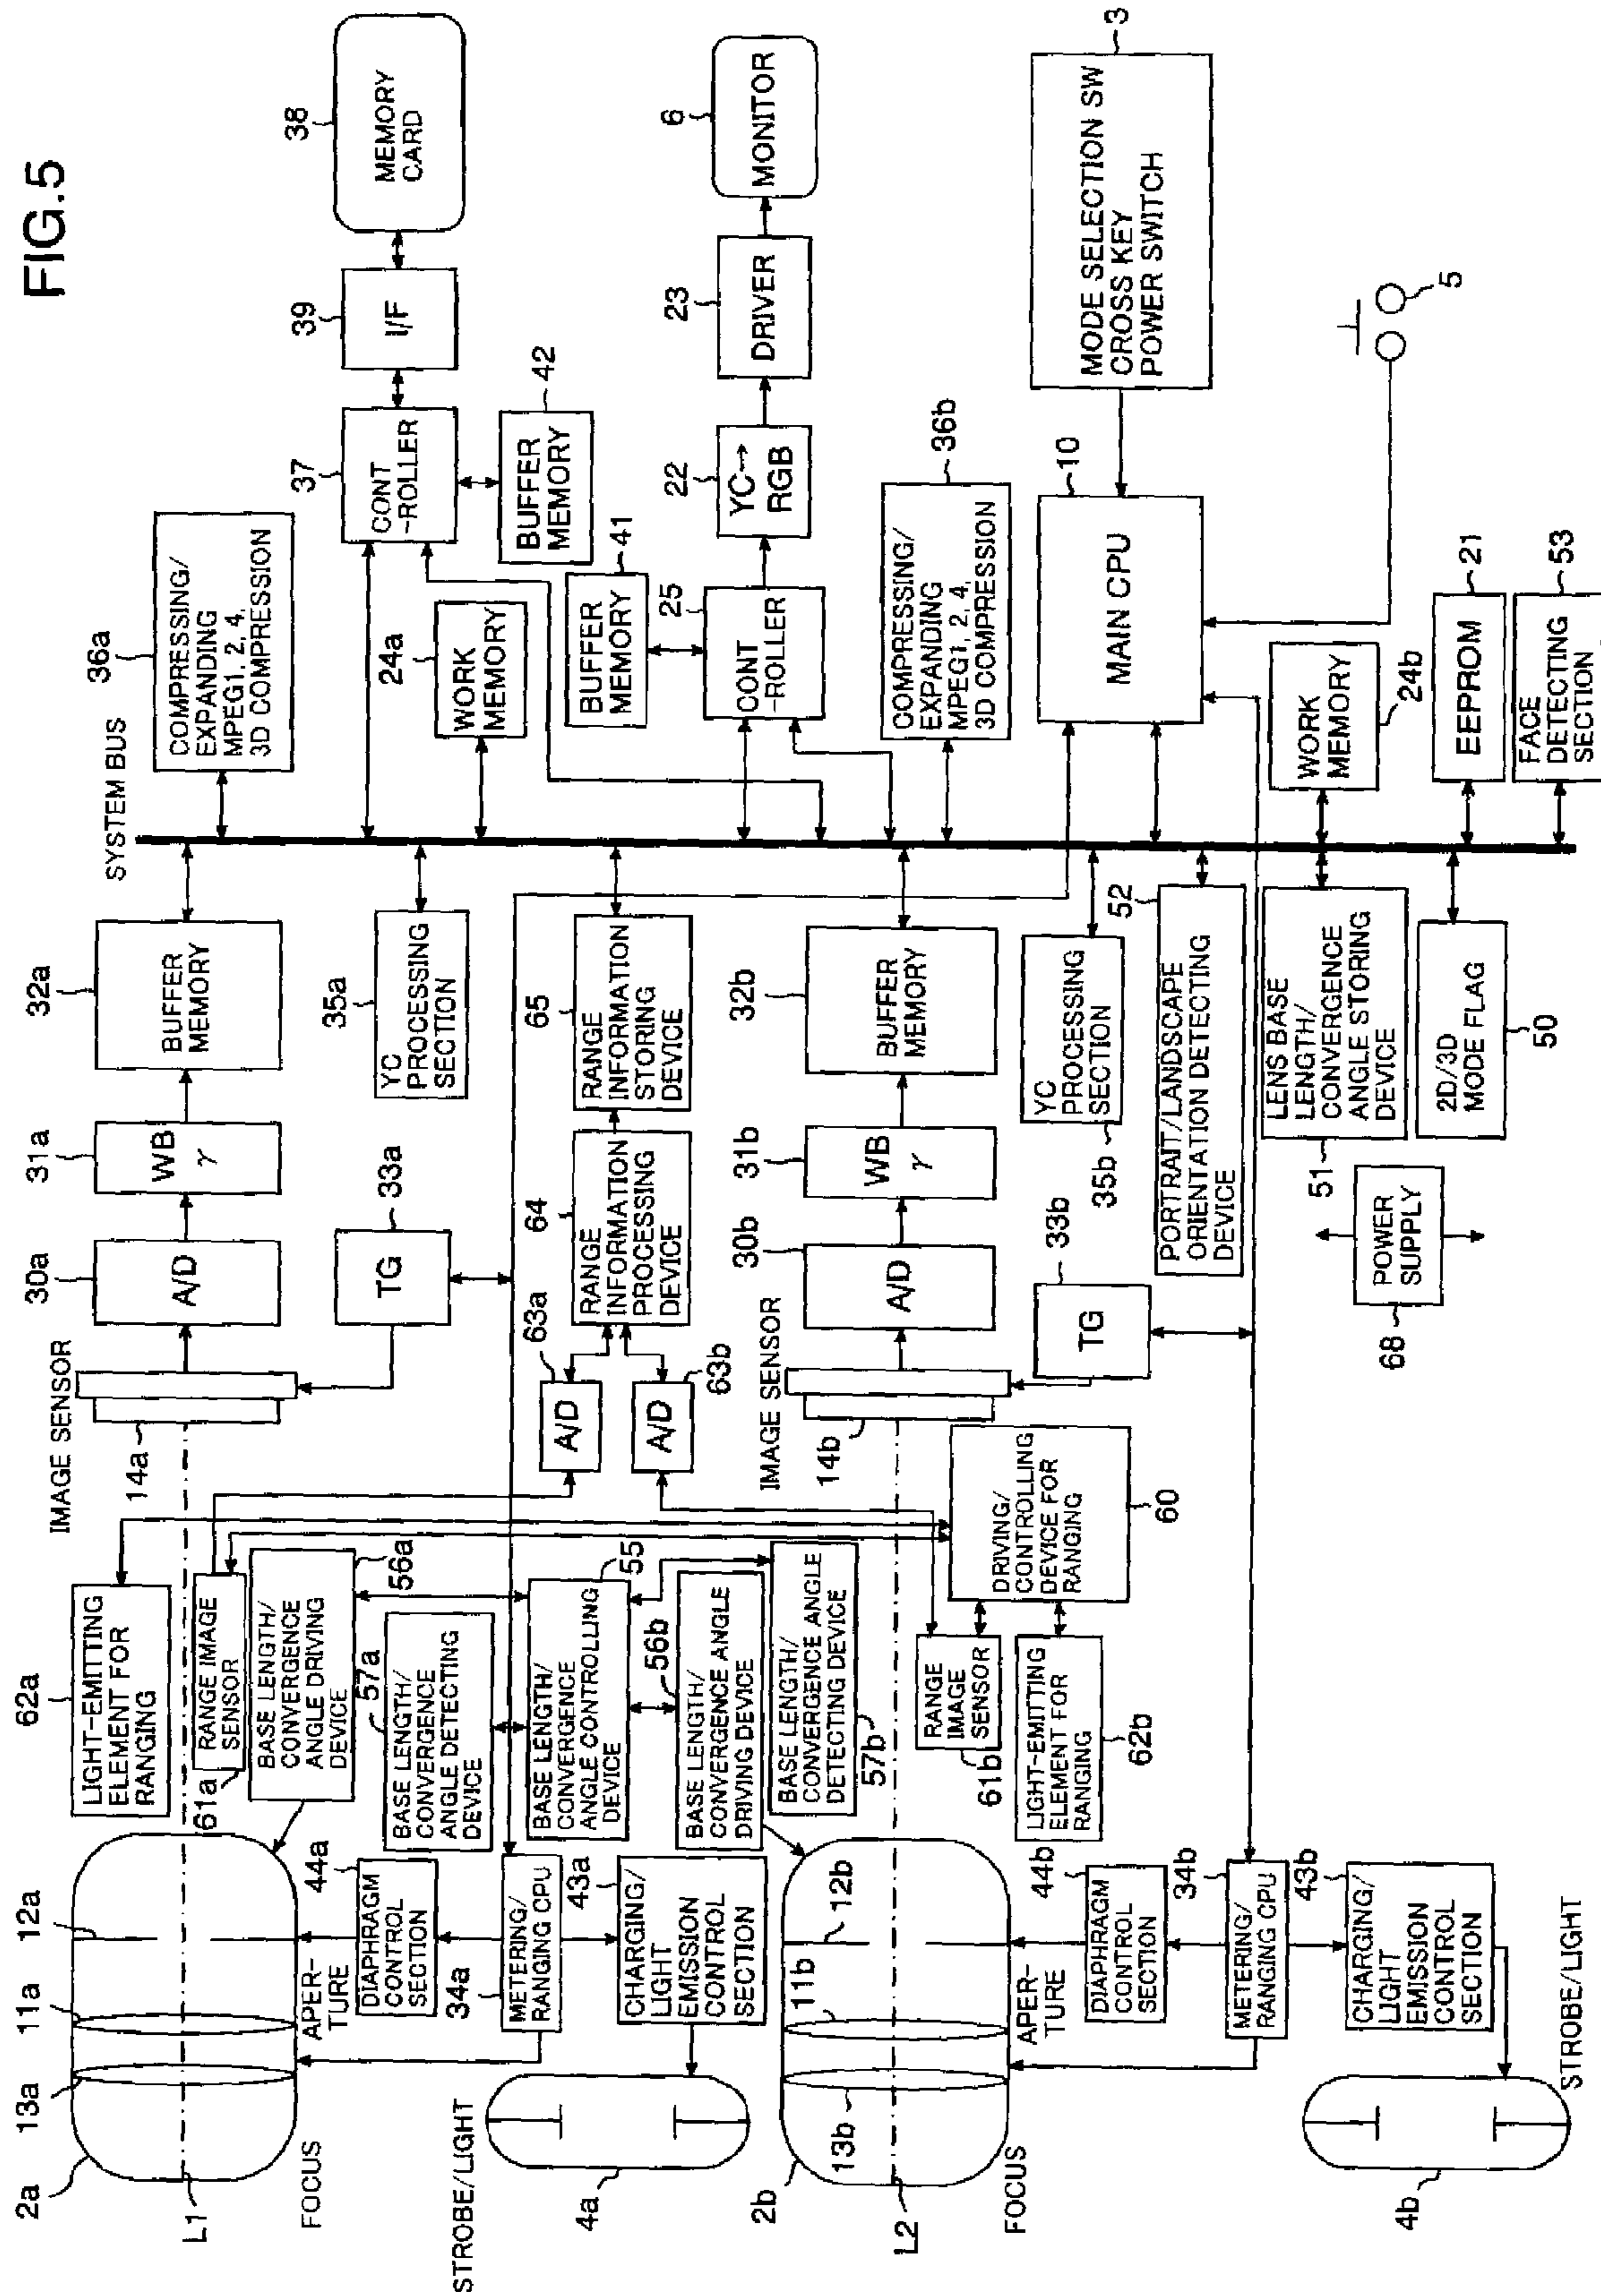 FIG.5
62a
LIGHT-EMITTING
ELEMENT FOR
RANGING
IMAGE SENSOR
14a
30a
A/D
31a
WB
γ
32a
BUFFER
MEMORY
SYSTEM BUS
36a
COMPRESSING/
EXPANDING
MPEG1, 2, 4,
3D COMPRESSION
38
MEMORY
CARD
39
I/F
37
CONT
-ROLLER
42
BUFFER
MEMORY
2a
13a
11a
12a
L1
61a
RANGE IMAGE
SENSOR
BASE LENGTH/
CONVERGENCE
ANGLE DRIVING
DEVICE
56a
33a
TG
35a
YC
PROCESSING
SECTION
24a
WORK
MEMORY
FOCUS
APER-
TURE
44a
DIAPHRAGM
CONTROL
SECTION
57a
BASE LENGTH/
CONVERGENCE
ANGLE DETECTING
DEVICE
34a
METERING/
RANGING CPU
55
BASE LENGTH/
CONVERGENCE
ANGLE CONTROLLING
DEVICE
63a
A/D
63b
A/D
64
RANGE
INFORMATION
PROCESSING
DEVICE
65
RANGE
INFORMATION
STORING
DEVICE
41
BUFFER
MEMORY
25
CONT
-ROLLER
22
YC→
RGB
23
DRIVER
6
MONITOR
STROBE/LIGHT
4a
43a
CHARGING/
LIGHT
EMISSION
CONTROL
SECTION
56b
BASE LENGTH/
CONVERGENCE ANGLE
DRIVING DEVICE
BASE LENGTH/
CONVERGENCE ANGLE
DETECTING DEVICE
57b
IMAGE SENSOR
14b
30b
A/D
31b
WB
γ
32b
BUFFER
MEMORY
36b
COMPRESSING/
EXPANDING
MPEG1, 2, 4,
3D COMPRESSION
2b
13b
11b
12b
L2
RANGE
IMAGE
SENSOR
61b
LIGHT-EMITTING
ELEMENT FOR
RANGING
62b
DRIVING/
CONTROLLING
DEVICE FOR
RANGING
60
33b
TG
YC
PROCESSING
SECTION
35b
10
MAIN CPU
3
MODE SELECTION SW
CROSS KEY
POWER SWITCH
5
FOCUS
APER-
TURE
44b
DIAPHRAGM
CONTROL
SECTION
34b
METERING/
RANGING CPU
43b
CHARGING/
LIGHT
EMISSION
CONTROL
SECTION
52
PORTRAIT/LANDSCAPE
ORIENTATION DETECTING
DEVICE
LENS BASE
LENGTH/
CONVERGENCE
ANGLE STORING
DEVICE
51
WORK
MEMORY
24b
68
POWER
SUPPLY
2D/3D
MODE FLAG
50
EEPROM
21
FACE
DETECTING
SECTION
53
4b
STROBE/LIGHT